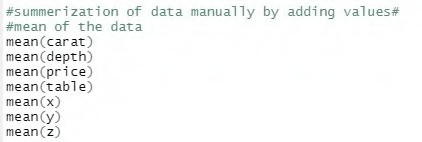 #summerization of data manually by adding values#
#mean of the data
mean(carat)
mean(depth)
mean(price)
mean(table)
mean(x)
mean(y)
mean(z)